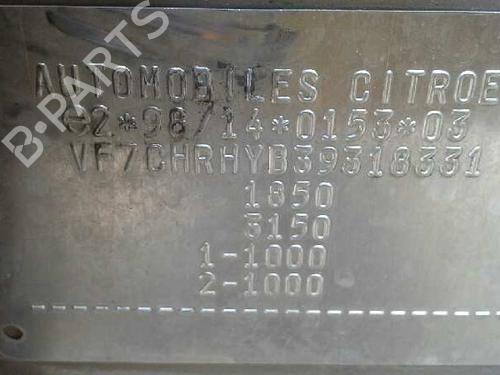 B-PARTS
AUTOMOBILES CITROE
e2*98/14*0153*03
VF7CHRHYB39318331
1850
3150
1-1000
2-1000